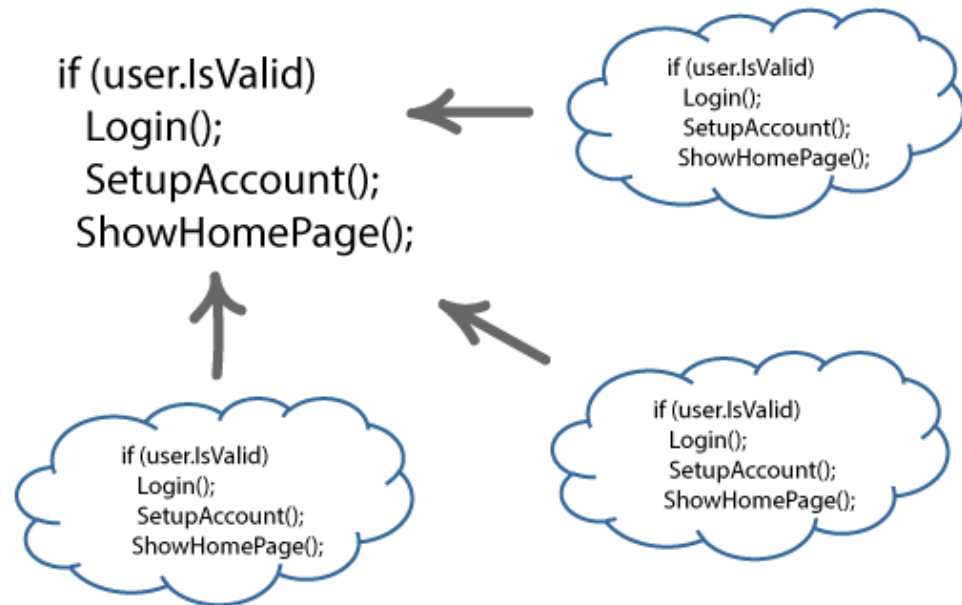 if (user.IsValid)
Login();
SetupAccount();
ShowHomePage();
if (user.IsValid)
Login();
SetupAccount();
ShowHomePage();
if (user.IsValid)
Login();
SetupAccount();
ShowHomePage();
if (user.IsValid)
Login();
SetupAccount();
ShowHomePage();